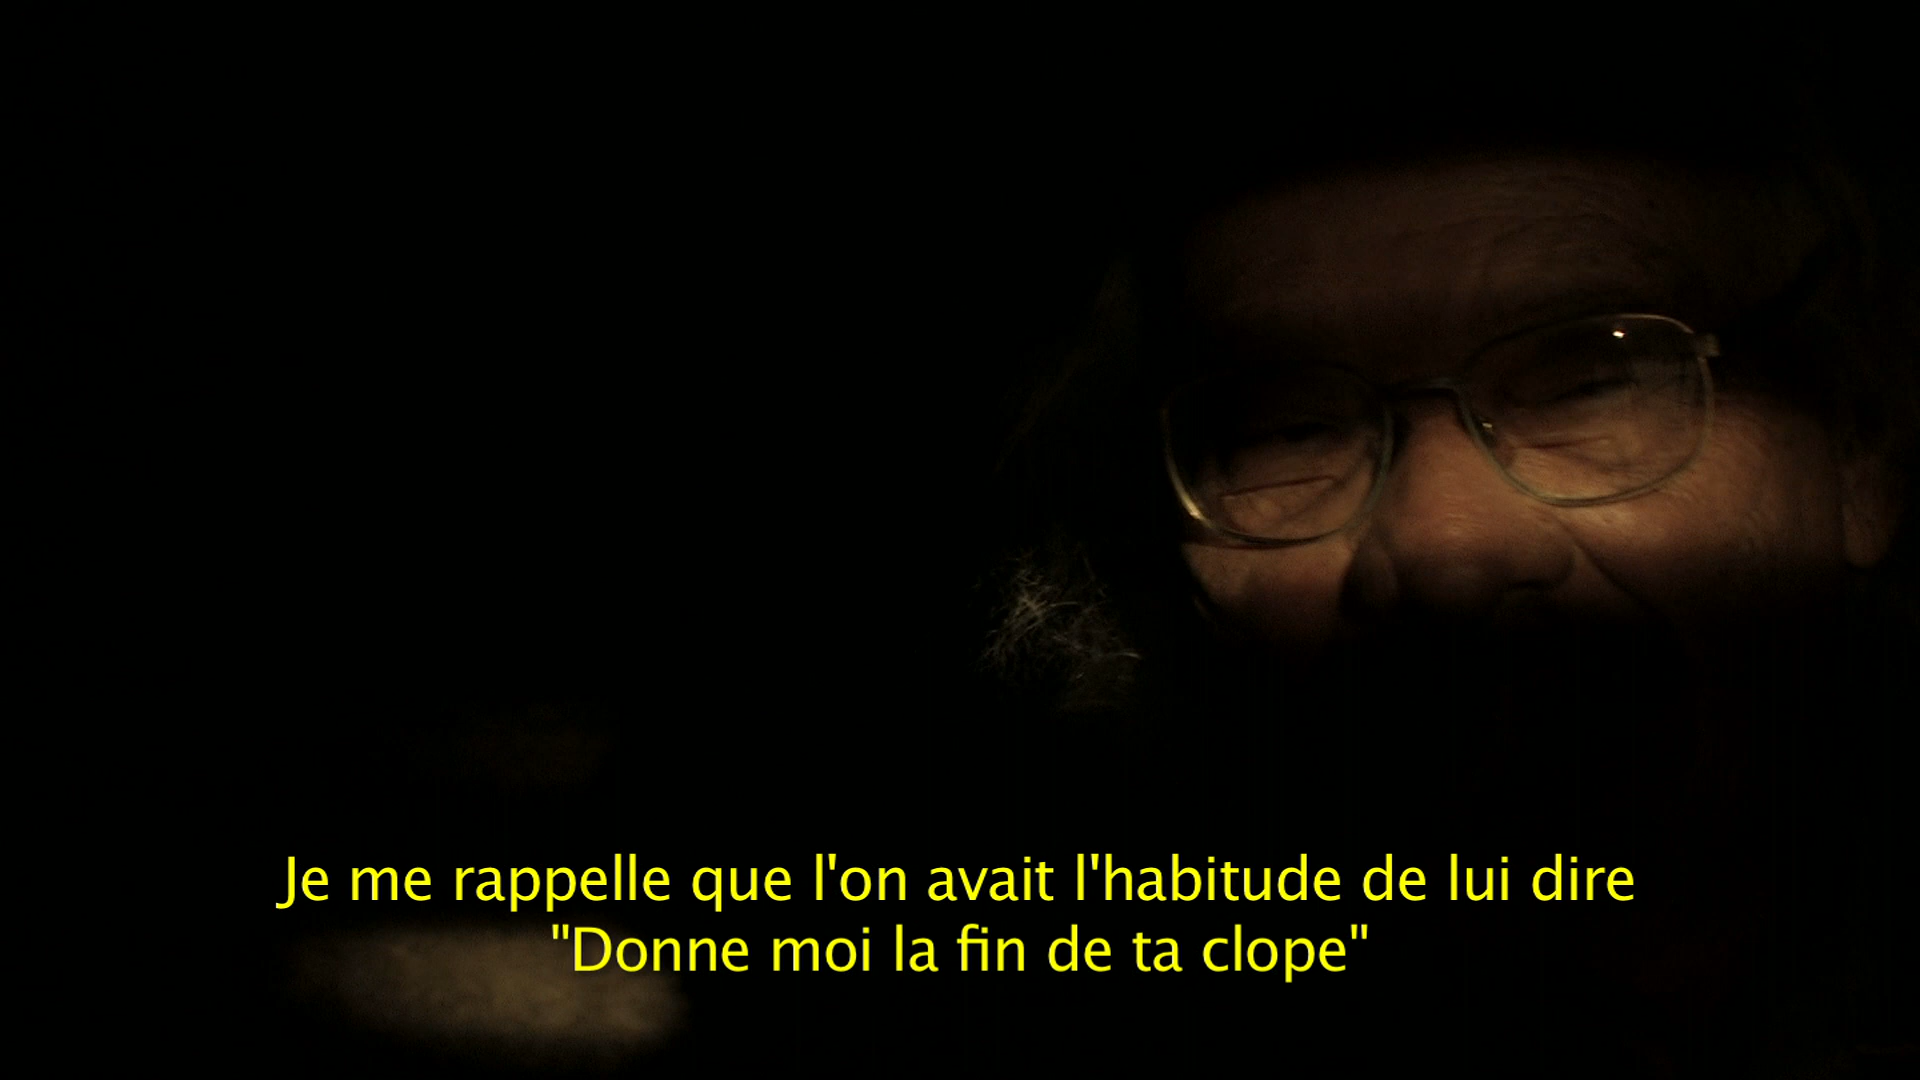 Je me rappelle que l'on avait l'habitude de lui dire
"Donne moi la fin de ta clope"